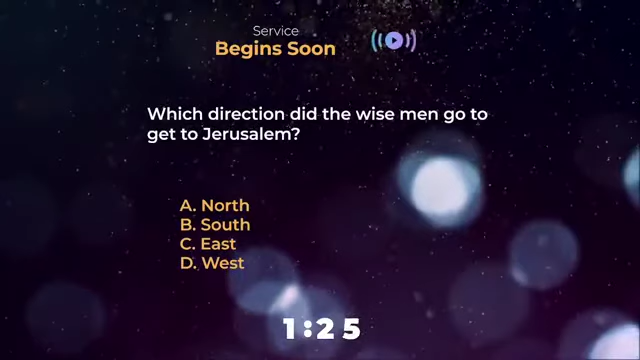 Service
Begins Soon
Which direction did the wise men go to
get to Jerusalem?
A. North
B. South
C. East
D. West
1:25